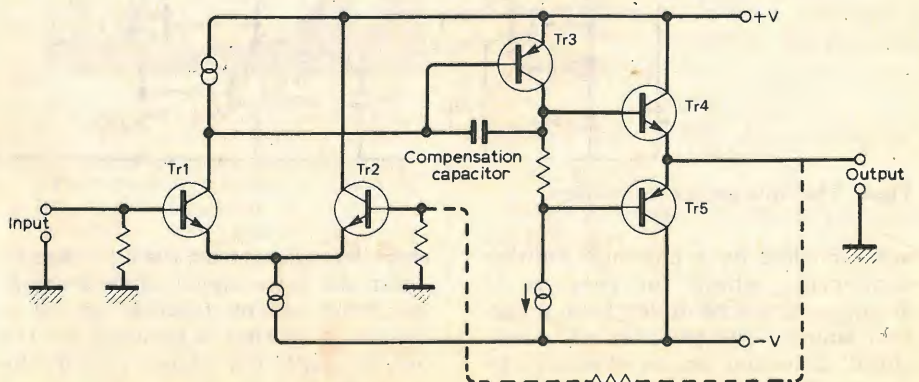 +V
Tr3
Tr4
Compensation
capacitor
Tr1
Tr2
Output
Input
Tr5
-V